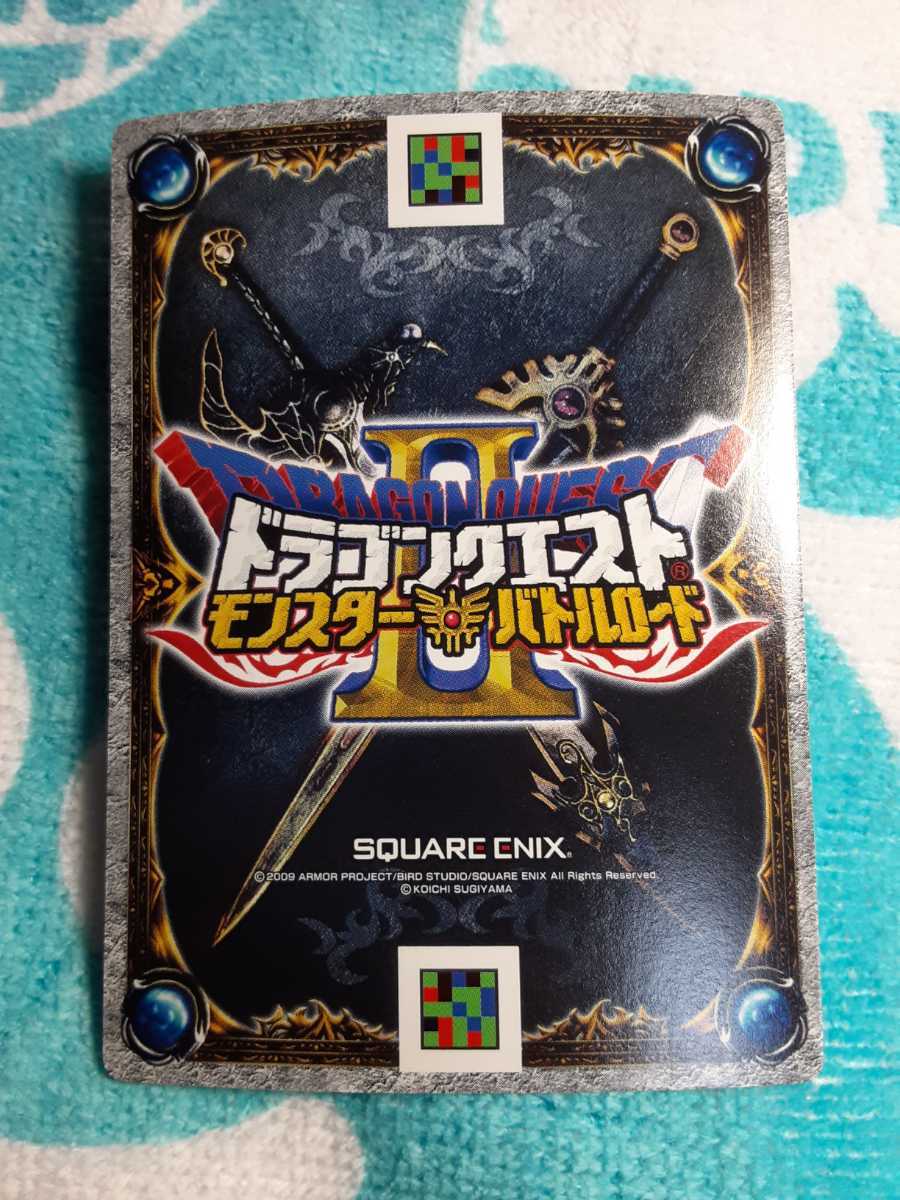 II
DRAGON QUEST
ドラゴンクエスト®
モンスターバトルロード
SQUARE ENIX®
©2009 ARMOR PROJECT/BIRD STUDIO/SQUARE ENIX All Rights Reserved.
©KOICHI SUGIYAMA